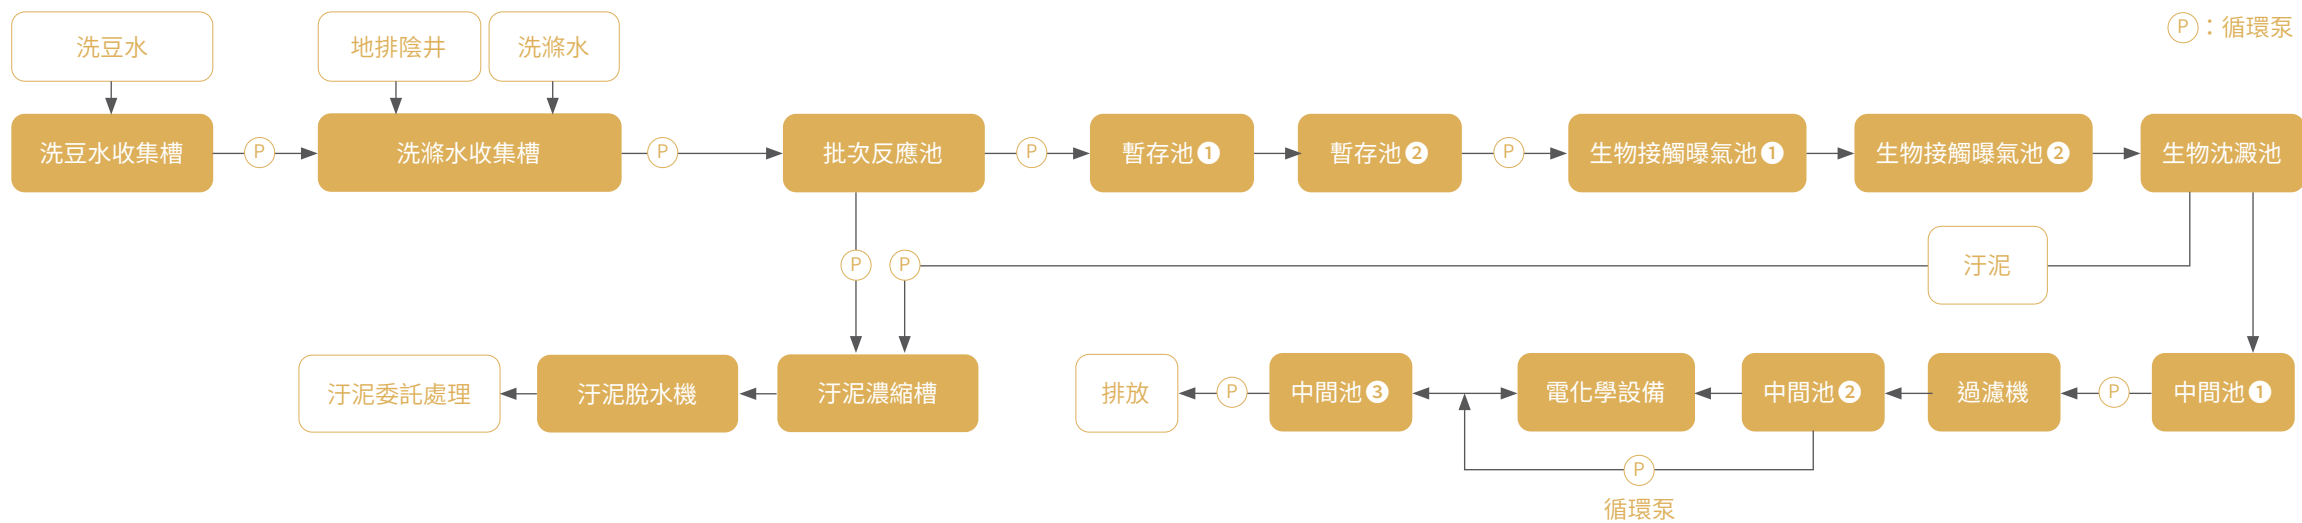 洗豆水
地排陰井
洗滌水
P：循環泵
洗豆水收集槽
P
洗滌水收集槽
P
批次反應池
P
暫存池❶
暫存池❷
P
生物接觸曝氣池❶
生物接觸曝氣池❷
生物沈澱池
P
P
汙泥
汙泥委託處理
汙泥脫水機
汙泥濃縮槽
排放
P
中間池❸
電化學設備
中間池❷
過濾機
P
中間池❶
P
循環泵